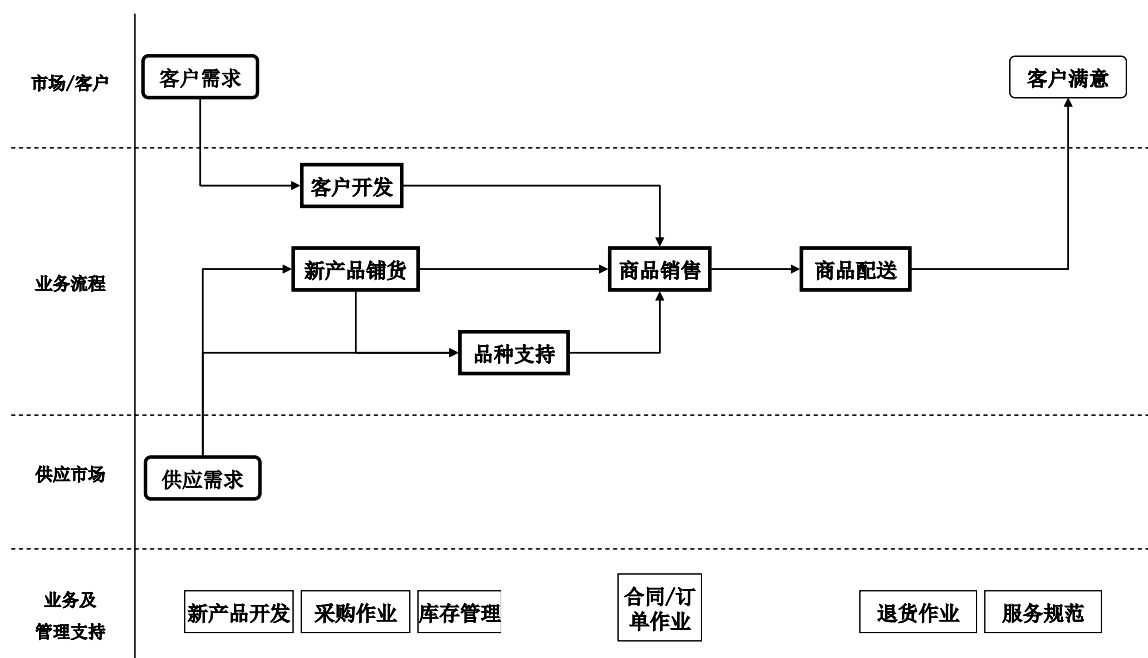 市场/客户
客户需求
客户满意
客户开发
业务流程
新产品铺货
商品销售
商品配送
品种支持
供应市场
供应需求
业务及
管理支持
新产品开发
采购作业
库存管理
合同/订
单作业
退货作业
服务规范